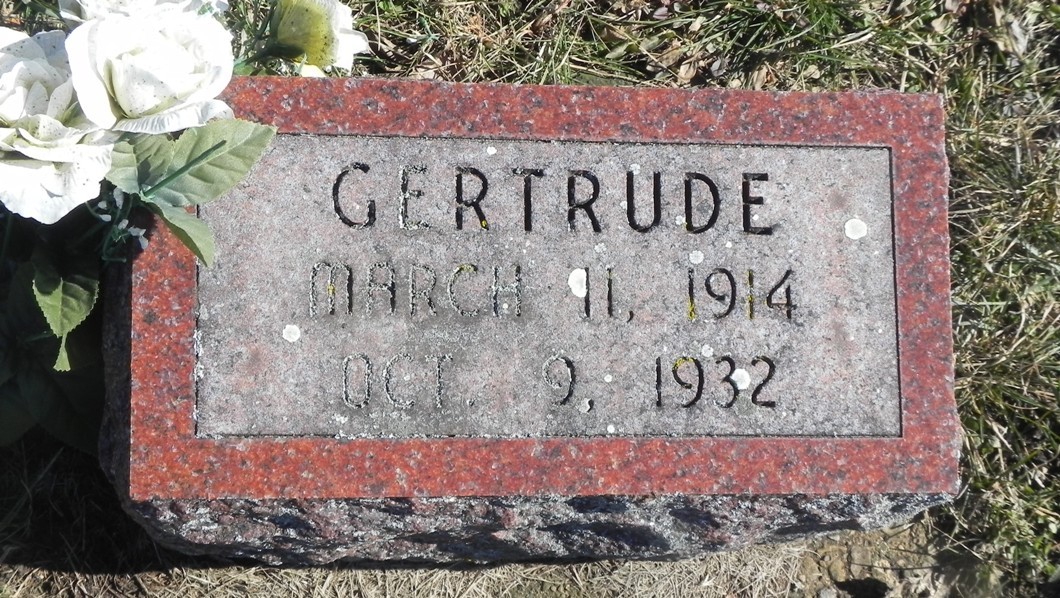 GERTRUDE
MARCH 11, 1914
OCT. 9, 1932